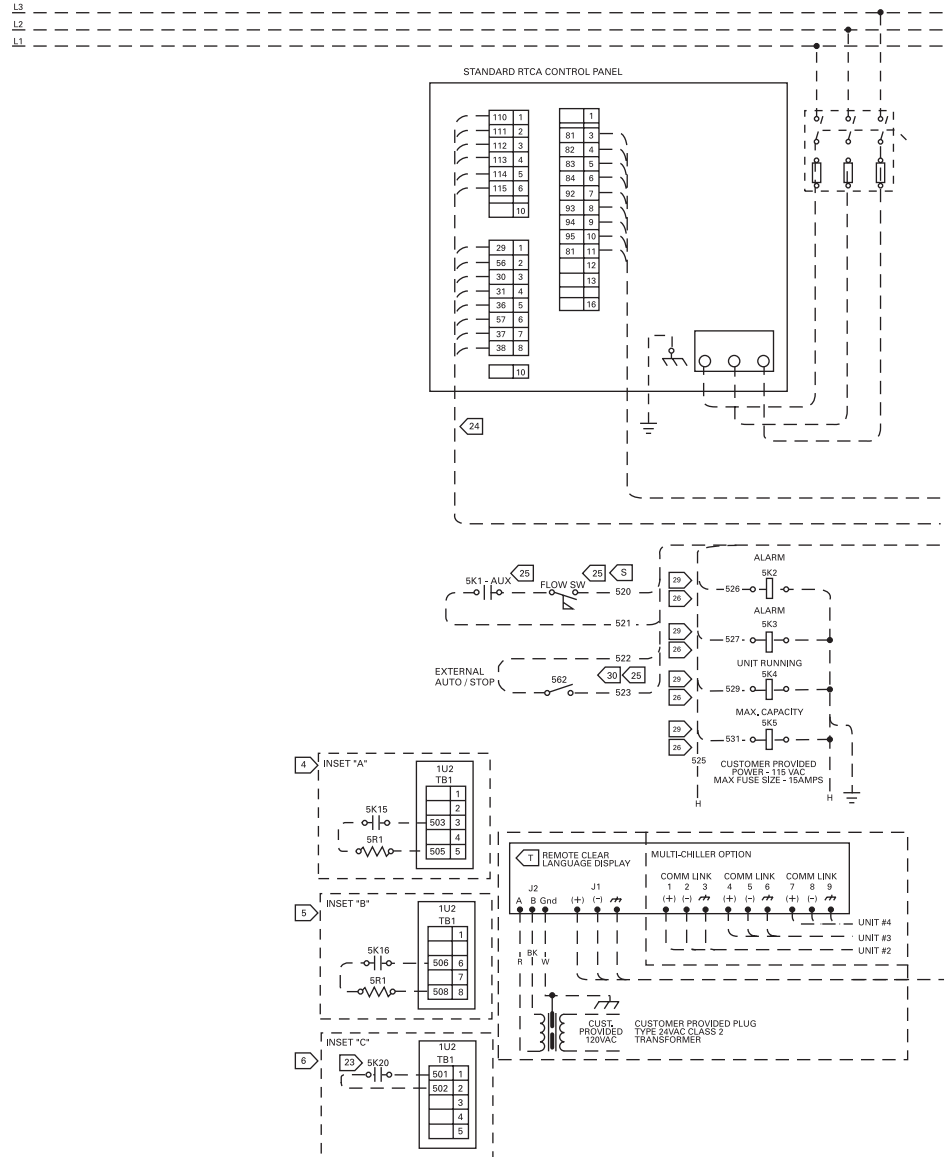 L3
L2
L1
STANDARD RTCA CONTROL PANEL
110 1
111 2
112 3
113 4
114 5
115 6
10
1
81 3
82 4
83 5
84 6
92 7
93 8
94 9
95 10
81 11
12
13
16
29 1
56 2
30 3
31 4
36 5
57 6
37 7
38 8
10
24
5K1 - AUX
25
FLOW SW
25
S
520
521
522
EXTERNAL
AUTO / STOP
562
30
25
523
ALARM
29
26
526
5K2
ALARM
29
26
527
5K3
UNIT RUNNING
29
26
529
5K4
MAX. CAPACITY
29
26
531
5K5
525
CUSTOMER PROVIDED
POWER - 115 VAC
MAX FUSE SIZE - 15AMPS
H
H
4
INSET "A"
1U2
TB1
1
2
503 3
4
505 5
5K15
5R1
5
INSET "B"
1U2
TB1
1
506 6
7
508 8
5K16
5R1
6
INSET "C"
23
5K20
1U2
TB1
501 1
502 2
3
4
5
T
REMOTE CLEAR
LANGUAGE DISPLAY
MULTI-CHILLER OPTION
J2
A B Gnd
J1
(+) (-)
COMM LINK
1 2 3
(+) (-)
COMM LINK
4 5 6
(+) (-)
COMM LINK
7 8 9
(+) (-)
UNIT #4
UNIT #3
UNIT #2
R
BK
W
CUST.
PROVIDED
120VAC
CUSTOMER PROVIDED PLUG
TYPE 24VAC CLASS 2
TRANSFORMER